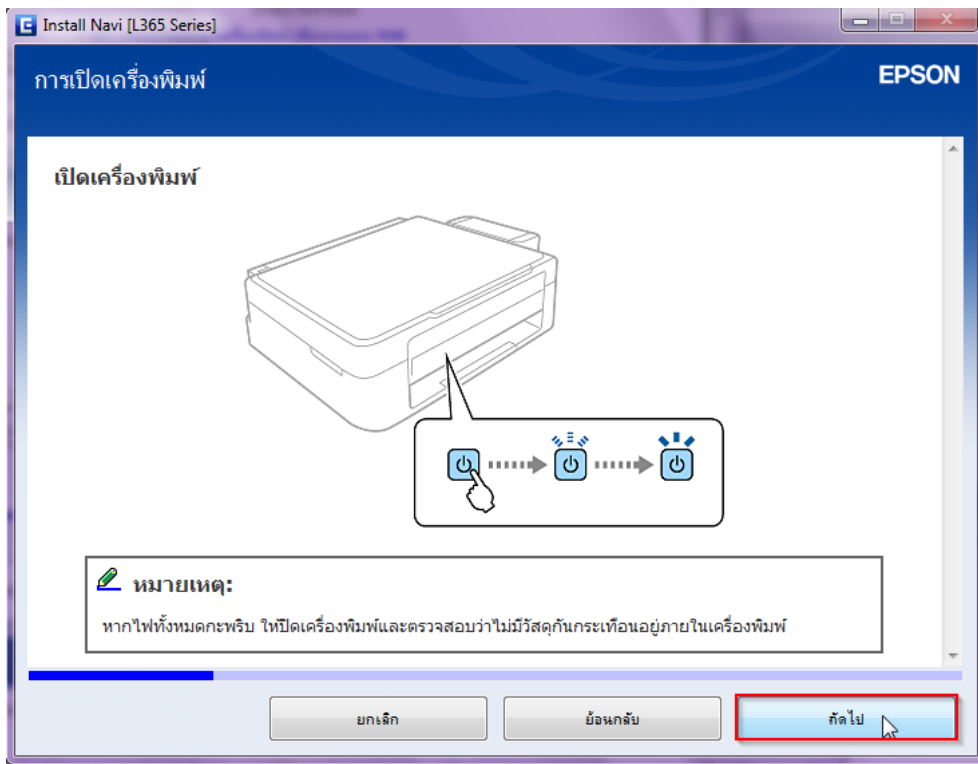 Install Navi [L365 Series]
การเปิดเครื่องพิมพ์
EPSON
เปิดเครื่องพิมพ์
หมายเหตุ:
หากไฟทั้งหมดกะพริบ ให้ปิดเครื่องพิมพ์และตรวจสอบว่าไม่มีวัสดุกันกระเทือนอยู่ภายในเครื่องพิมพ์
ยกเลิก
ย้อนกลับ
ถัดไป